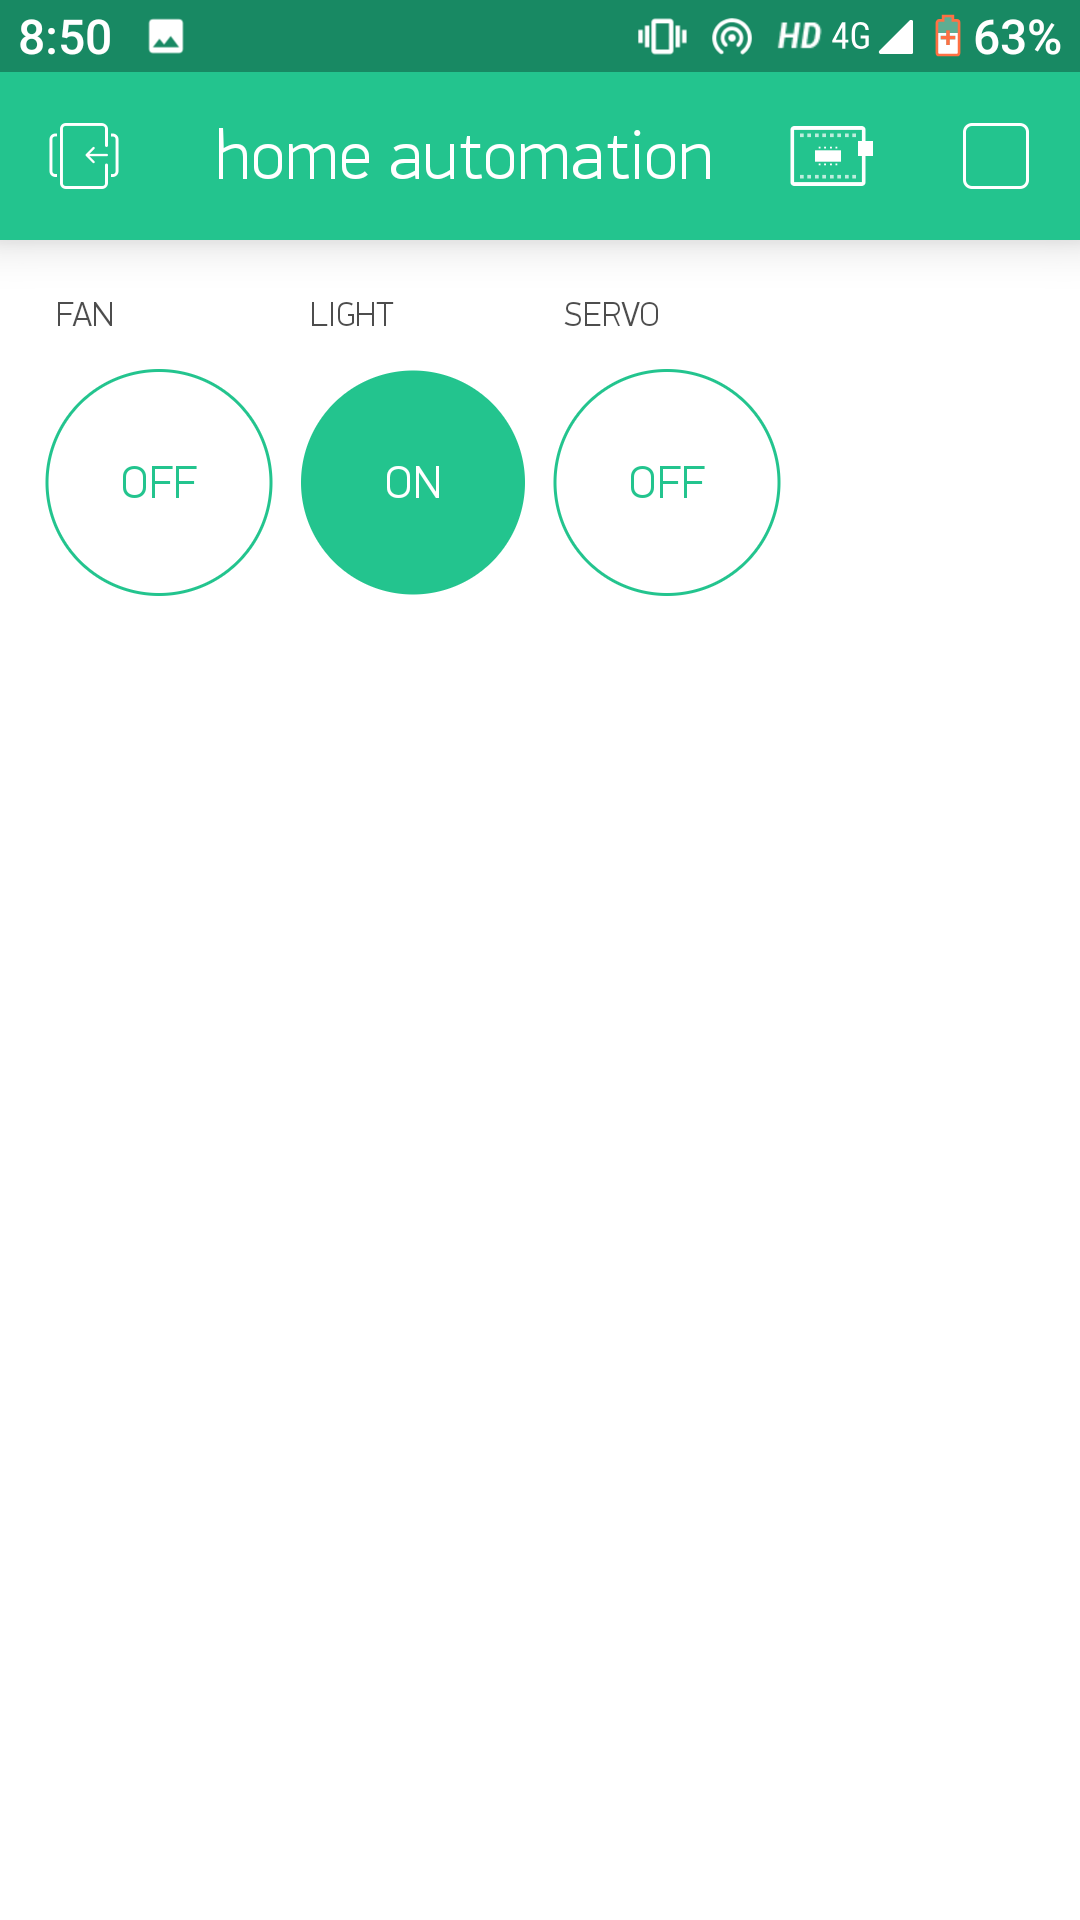 8:50 HD 4G 63%
home automation
FAN LIGHT SERVO
OFF ON OFF